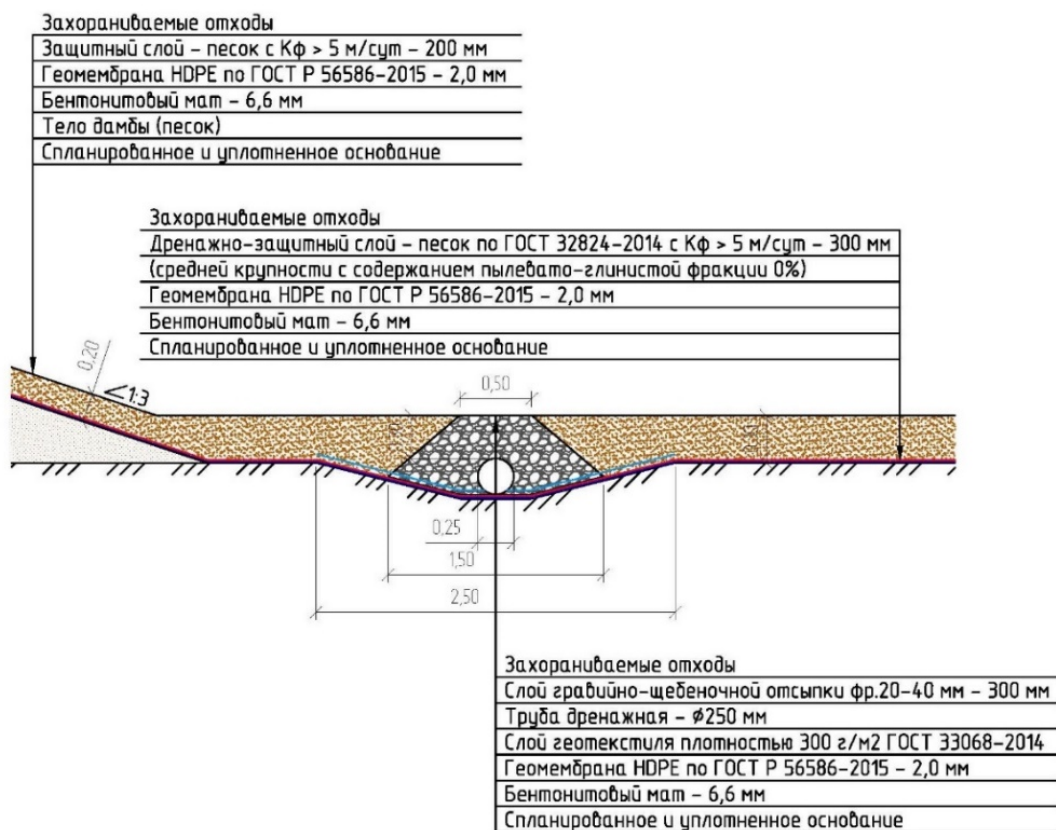 Захораниваемые отходы
Защитный слой – песок с Кф > 5 м/сут – 200 мм
Геомембрана HDPE по ГОСТ Р 56586-2015 – 2,0 мм
Бентонитовый мат – 6,6 мм
Тело дамбы (песок)
Спланированное и уплотненное основание
Захораниваемые отходы
Дренажно-защитный слой – песок по ГОСТ 32824-2014 с Кф > 5 м/сут – 300 мм
(средней крупности с содержанием пылевато-глинистой фракции 0%)
Геомембрана HDPE по ГОСТ Р 56586-2015 – 2,0 мм
Бентонитовый мат – 6,6 мм
Спланированное и уплотненное основание
0,20
1:3
0,50
0,25
1,50
2,50
Захораниваемые отходы
Слой гравийно-щебеночной отсыпки фр.20-40 мм – 300 мм
Труба дренажная – ⌀250 мм
Слой геотекстиля плотностью 300 г/м2 ГОСТ 33068-2014
Геомембрана HDPE по ГОСТ Р 56586-2015 – 2,0 мм
Бентонитовый мат – 6,6 мм
Спланированное и уплотненное основание